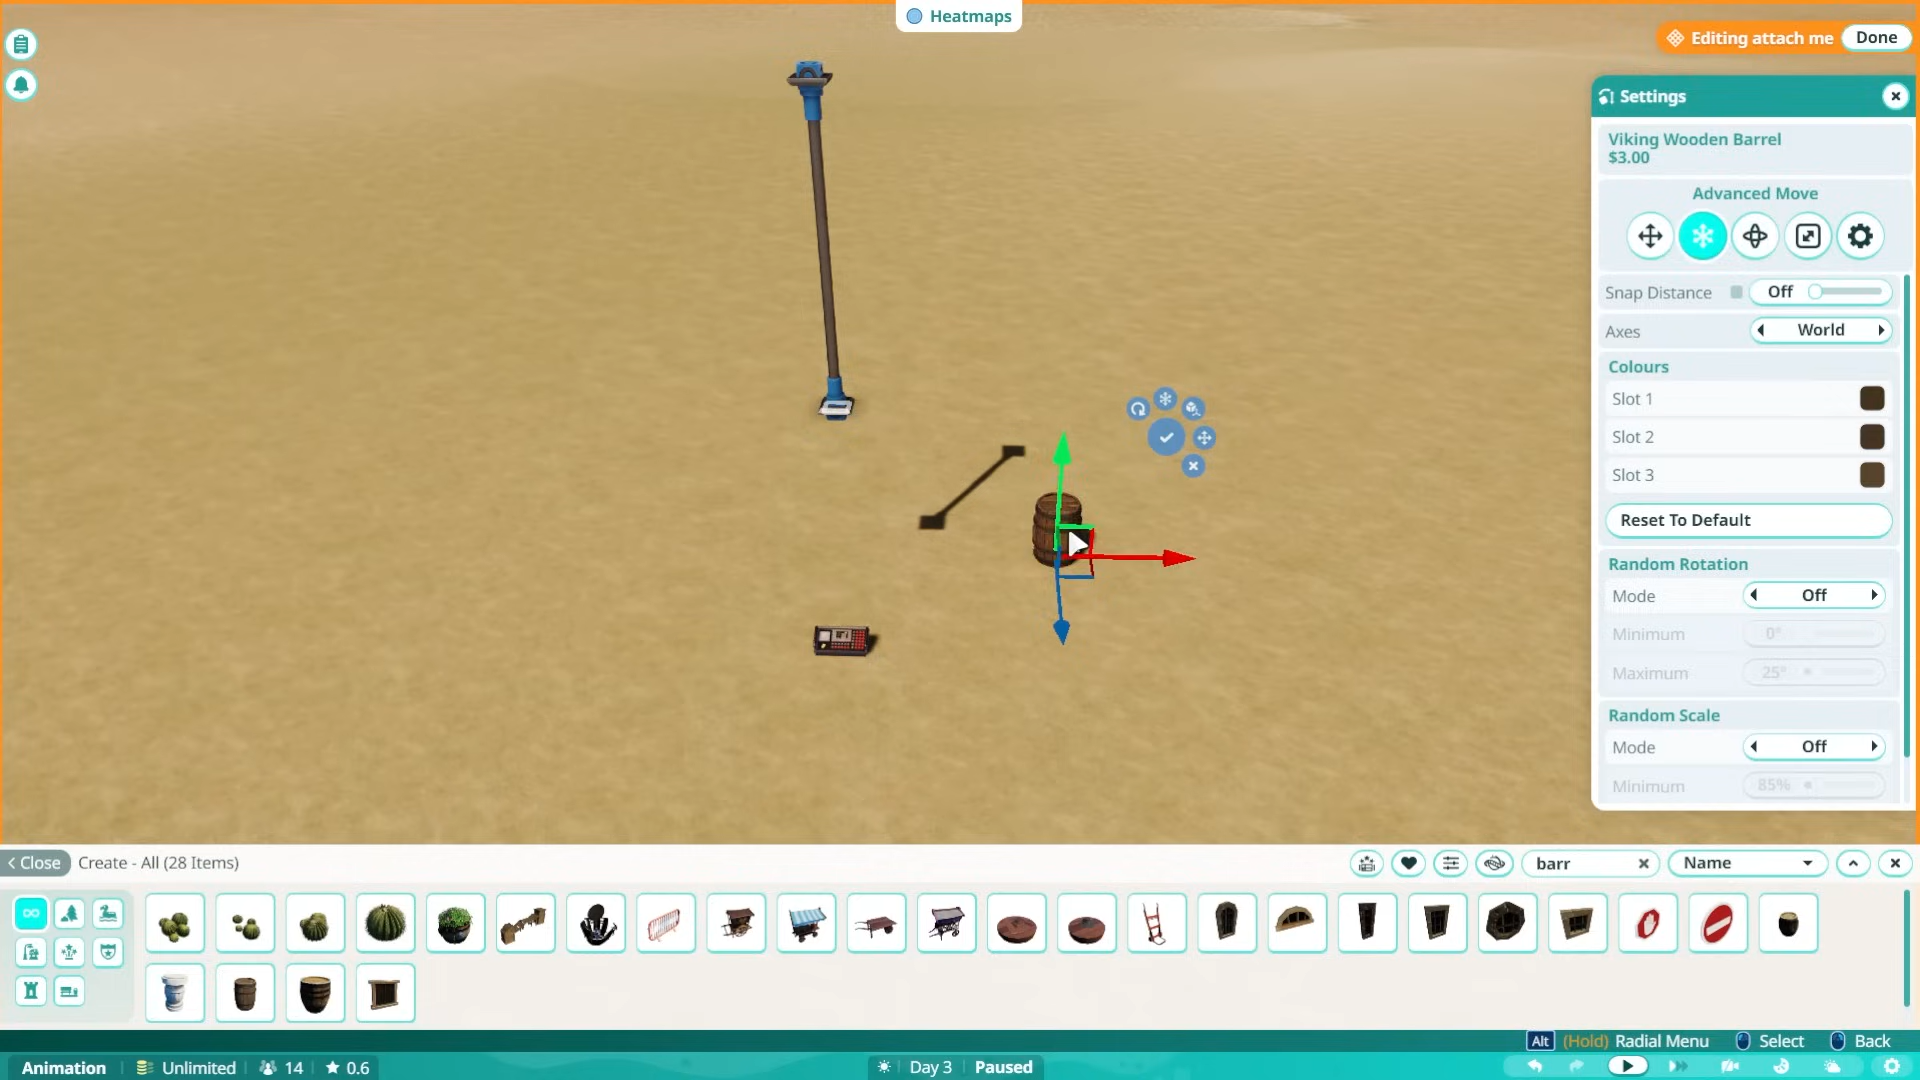 Heatmaps
Editing attach me
Done
Settings
Viking Wooden Barrel
$3.00
Advanced Move
Snap Distance
Off
Axes
World
Colours
Slot 1
Slot 2
Slot 3
Reset To Default
Random Rotation
Mode
Off
Minimum
0°
Maximum
25°
Random Scale
Mode
Off
Minimum
85%
Close
Create - All (28 Items)
barr
Name
Alt (Hold) Radial Menu
Select
Back
Animation
Unlimited
14
0.6
Day 3
Paused